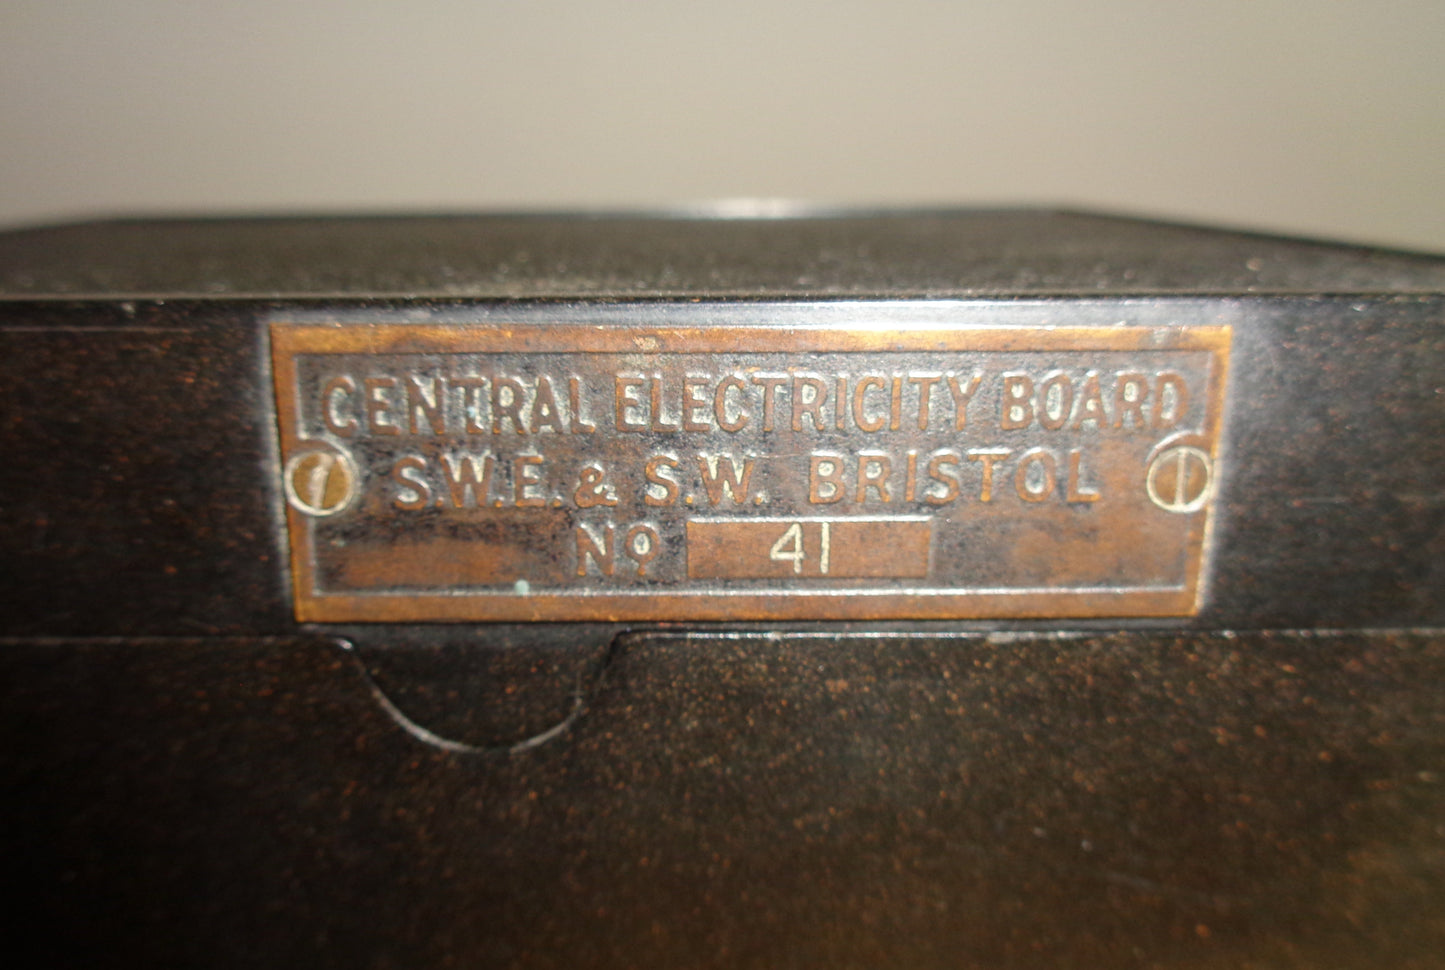 CENTRAL ELECTRICITY BOARD
S.W.E. & S.W. BRISTOL
Nº 41